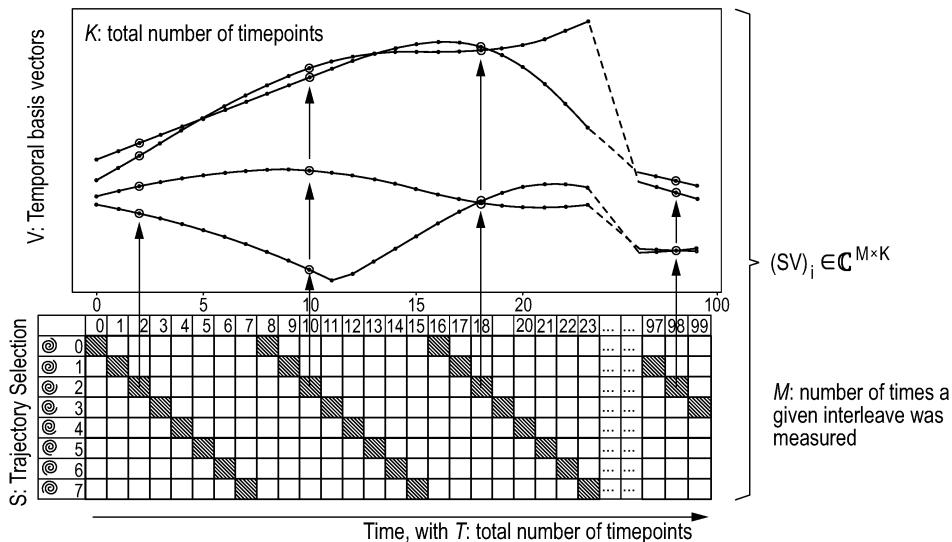 K: total number of timepoints
V: Temporal basis vectors
0 5 10 15 20 100
(SV)i ∈ℂ M×K
0 1 2 3 4 5 6 7 8 9 10 11 12 13 14 15 16 17 18 20 21 22 23 ... ... 97 98 99
S: Trajectory Selection
0 ... ...
1 ... ...
2 ... ...
3 ... ...
4 ... ...
5 ... ...
6 ... ...
7 ... ...
M: number of times a
given interleave was
measured
Time, with T: total number of timepoints